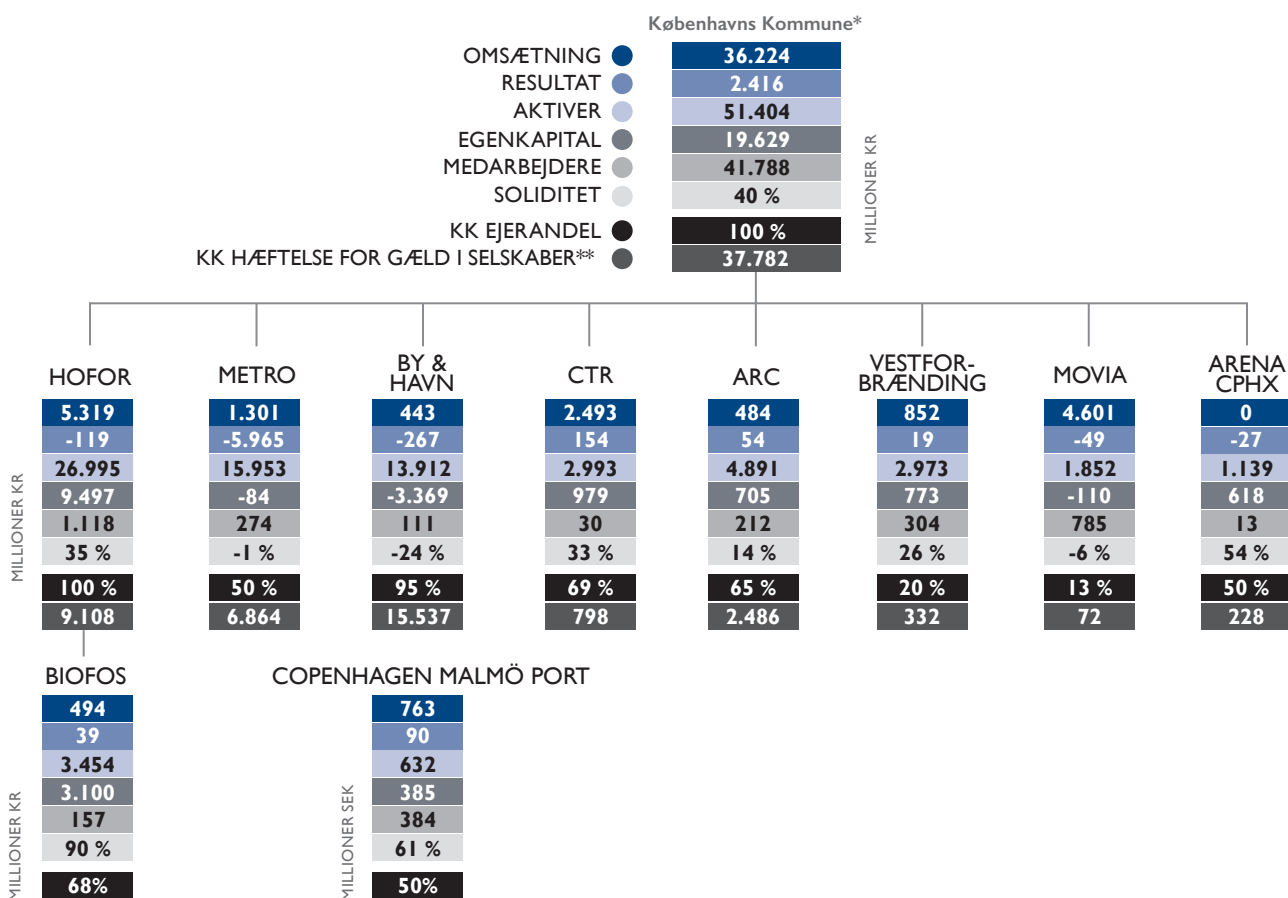 Københavns Kommune*
OMSÆTNING 36.224
RESULTAT 2.416
AKTIVER 51.404
EGENKAPITAL 19.629
MEDARBEJDERE 41.788
SOLIDITET 40 %
KK EJERANDEL 100 %
KK HÆFTELSE FOR GÆLD I SELSKABER** 37.782
MILLIONER KR
HOFOR METRO BY & HAVN CTR ARC VESTFOR-BRÆNDING MOVIA ARENA CPHX
5.319 1.301 443 2.493 484 852 4.601 0
-119 -5.965 -267 154 54 19 -49 -27
26.995 15.953 13.912 2.993 4.891 2.973 1.852 1.139
9.497 -84 -3.369 979 705 773 -110 618
1.118 274 111 30 212 304 785 13
35 % -1 % -24 % 33 % 14 % 26 % -6 % 54 %
100 % 50 % 95 % 69 % 65 % 20 % 13 % 50 %
9.108 6.864 15.537 798 2.486 332 72 228
MILLIONER KR
BIOFOS COPENHAGEN MALMÖ PORT
494 763
39 90
3.454 632
3.100 385
157 384
90 % 61 %
68% 50%
MILLIONER KR
MILLIONER SEK